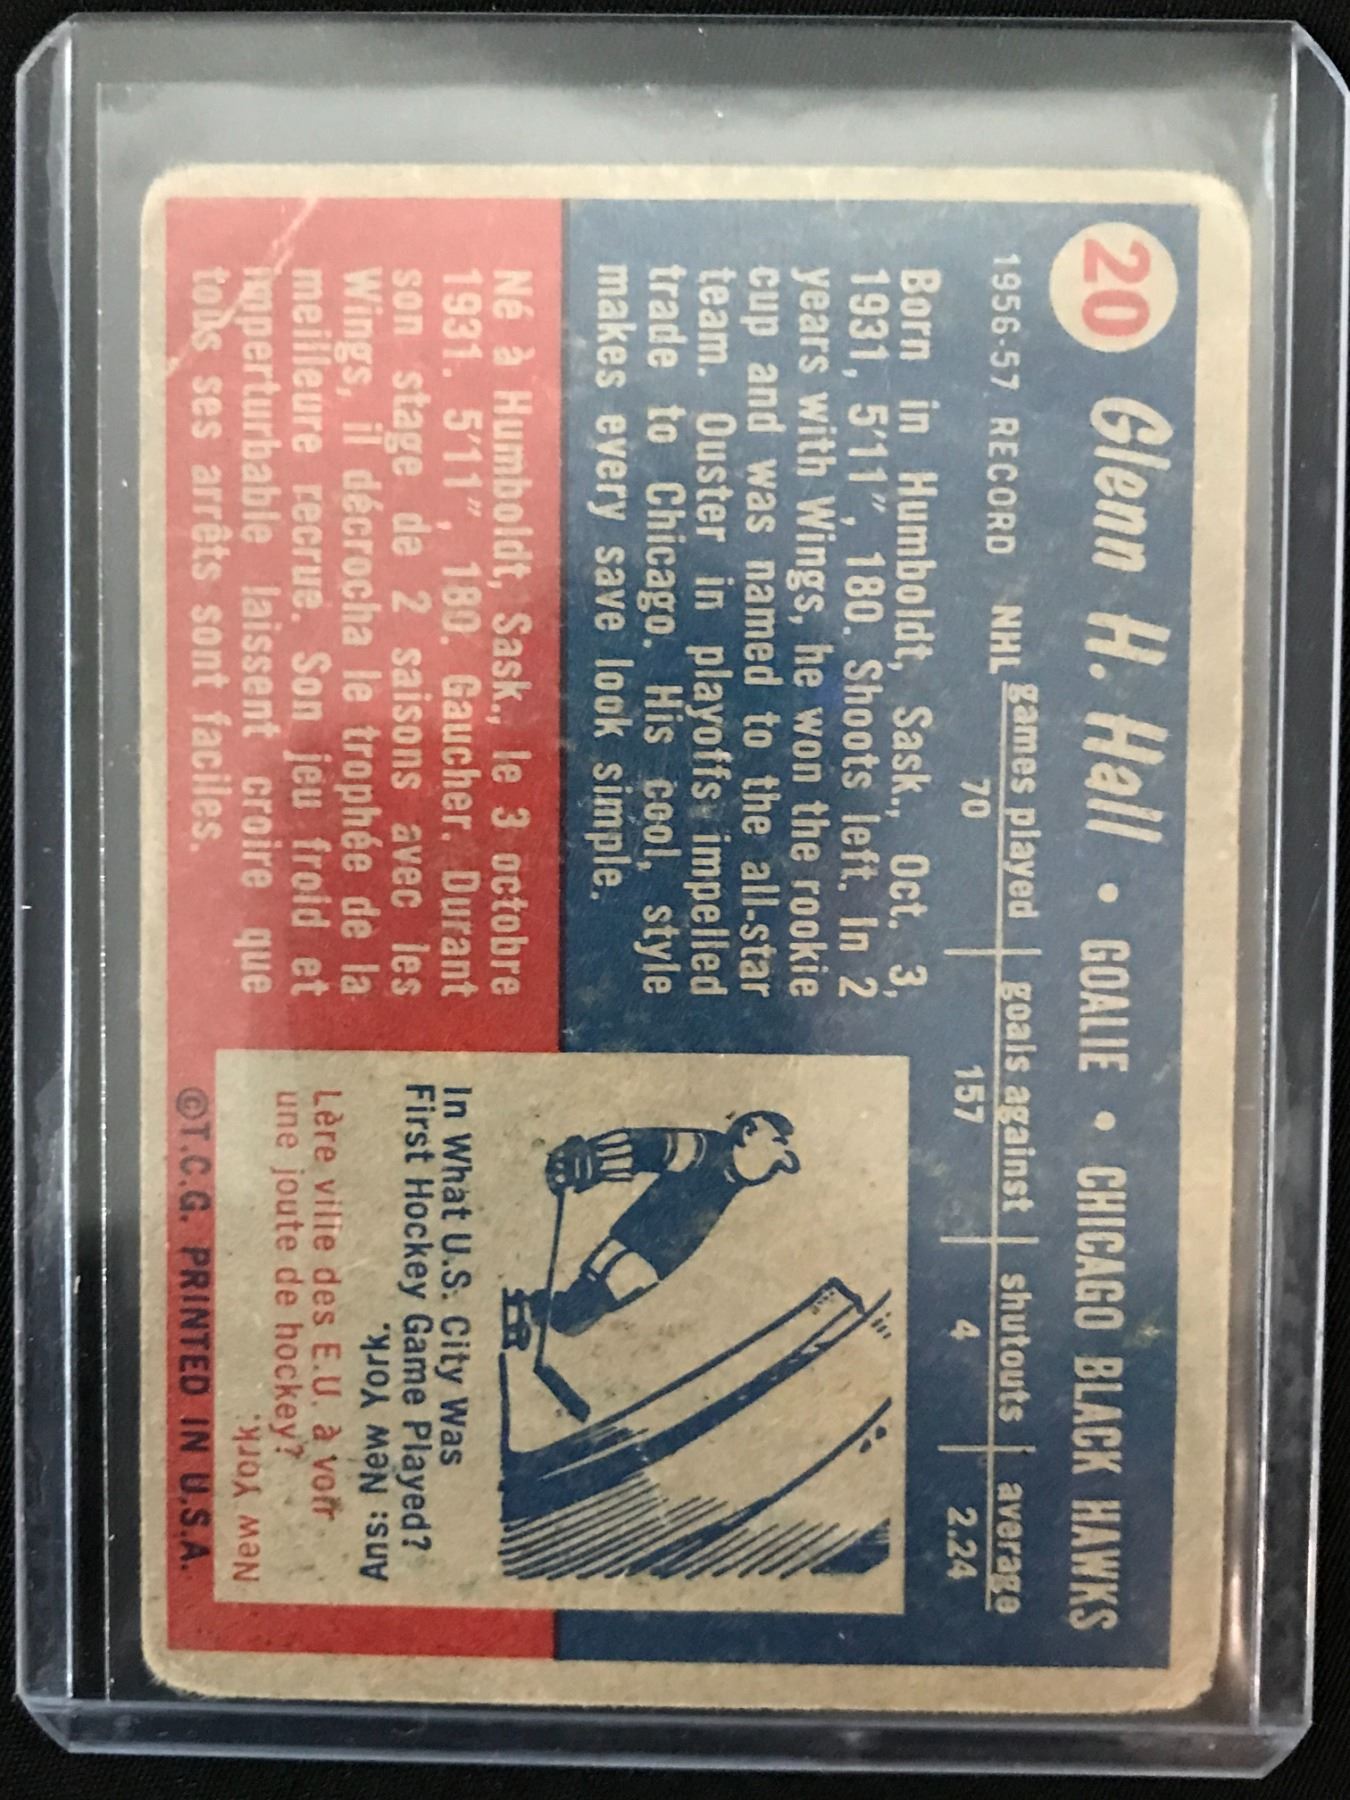 20 Glenn H. Hall • GOALIE • CHICAGO BLACK HAWKS
1956-57 RECORD NHL games played goals against shutouts average
70 157 4 2.24
Born in Humboldt, Sask., Oct. 3,
1931, 5'11", 180. Shoots left. In 2
years with Wings, he won the rookie
cup and was named to the all-star
team. Ouster in playoffs impelled
trade to Chicago. His cool, style
makes every save look simple.
Né à Humboldt, Sask., le 3 octobre
1931. 5'11", 180. Gaucher. Durant
son stage de 2 saisons avec les
Wings, il décrocha le trophée de la
meilleure recrue. Son jeu froid et
imperturbable laissent croire que
tous ses arrêts sont faciles.
In What U.S. City Was
First Hockey Game Played?
Ans: New York.
Lère ville des E.U. à voir
une joute de hockey?
New York.
©T.C.G. PRINTED IN U.S.A.